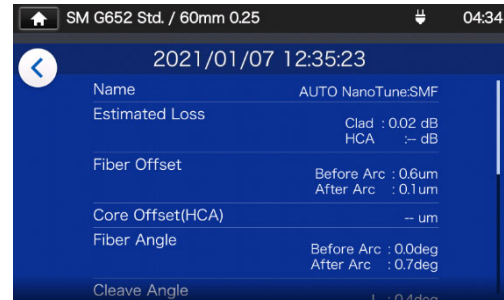 SM G652 Std. / 60mm 0.25 04:34
2021/01/07 12:35:23
Name AUTO NanoTune:SMF
Estimated Loss Clad : 0.02 dB
HCA :-- dB
Fiber Offset Before Arc : 0.6um
After Arc : 0.1um
Core Offset(HCA) -- um
Fiber Angle Before Arc : 0.0deg
After Arc : 0.7deg
Cleave Angle L : 0.4deg